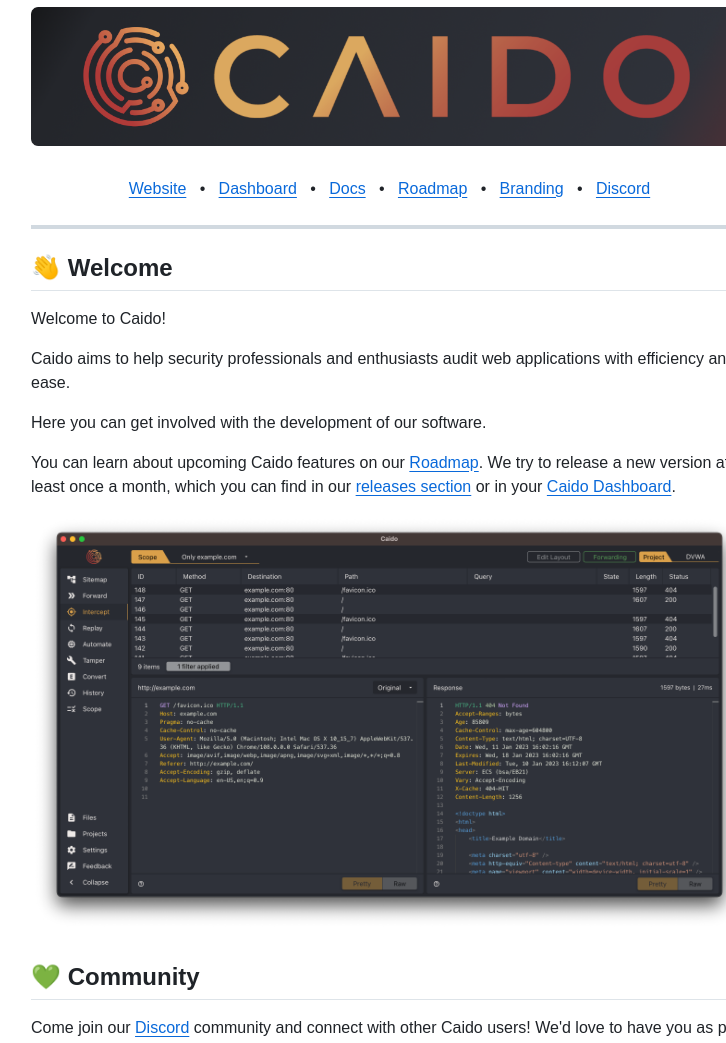 CAIDO
Website • Dashboard • Docs • Roadmap • Branding • Discord
👋 Welcome
Welcome to Caido!
Caido aims to help security professionals and enthusiasts audit web applications with efficiency an
ease.
Here you can get involved with the development of our software.
You can learn about upcoming Caido features on our Roadmap. We try to release a new version a
least once a month, which you can find in our releases section or in your Caido Dashboard.
Caido
Scope Only example.com Edit Layout Forwarding Project DVWA
ID Method Destination Path Query State Length Status
Sitemap
Forward
Intercept
Replay
Automate
Tamper
Convert
History
Scope
Files
Projects
Settings
Feedback
Collapse
148 GET example.com:80 /favicon.ico 1597 404
147 GET example.com:80 / 1607 200
146 GET example.com:80 /
145 GET example.com:80 /favicon.ico 1597 404
144 GET example.com:80 / 1607 200
143 GET example.com:80 /favicon.ico 1597 404
142 GET example.com:80 / 1590 200
9 items 1 filter applied
http://example.com Original
1 GET /favicon.ico HTTP/1.1
2 Host: example.com
3 Pragma: no-cache
4 Cache-Control: no-cache
5 User-Agent: Mozilla/5.0 (Macintosh; Intel Mac OS X 10_15_7) AppleWebKit/537.
36 (KHTML, like Gecko) Chrome/108.0.0.0 Safari/537.36
6 Accept: image/avif,image/webp,image/apng,image/svg+xml,image/*,*/*;q=0.8
7 Referer: http://example.com/
8 Accept-Encoding: gzip, deflate
9 Accept-Language: en-US,en;q=0.9
10
11
Pretty Raw
Response 1597 bytes | 27ms
1 HTTP/1.1 404 Not Found
2 Accept-Ranges: bytes
3 Age: 85809
4 Cache-Control: max-age=604800
5 Content-Type: text/html; charset=UTF-8
6 Date: Wed, 11 Jan 2023 16:02:16 GMT
7 Expires: Wed, 18 Jan 2023 16:02:16 GMT
8 Last-Modified: Tue, 10 Jan 2023 16:12:07 GMT
9 Server: ECS (bsa/EB21)
10 Vary: Accept-Encoding
11 X-Cache: 404-HIT
12 Content-Length: 1256
13
14 <!doctype html>
15 <html>
16 <head>
17 <title>Example Domain</title>
18
19 <meta charset="utf-8" />
20 <meta http-equiv="Content-type" content="text/html; charset=utf-8" />
21 <meta name="viewport" content="width=device-width, initial-scale=1" />
Pretty Raw
💚 Community
Come join our Discord community and connect with other Caido users! We'd love to have you as p